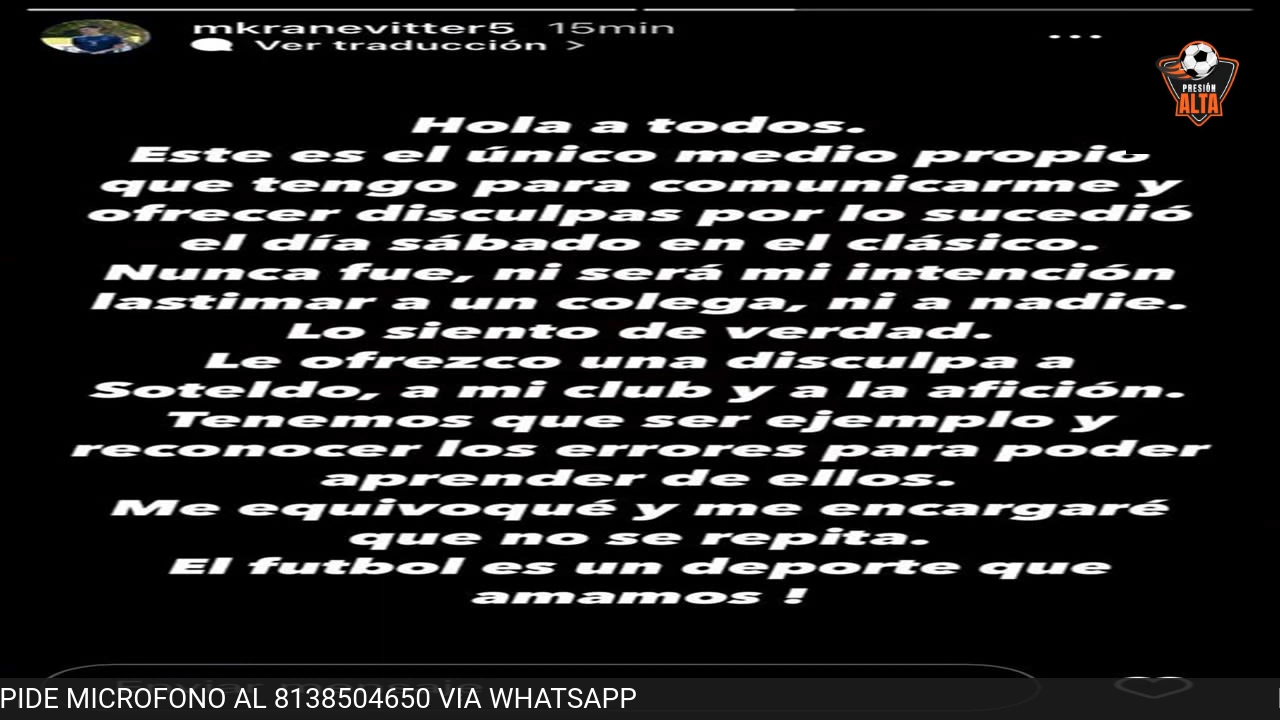 mkranevitter5 15min
Ver traducción >
PRESIÓN
ALTA
Hola a todos.
Este es el único medio propio
que tengo para comunicarme y
ofrecer disculpas por lo sucedió
el día sábado en el clásico.
Nunca fue, ni será mi intención
lastimar a un colega, ni a nadie.
Lo siento de verdad.
Le ofrezco una disculpa a
Soteldo, a mi club y a la afición.
Tenemos que ser ejemplo y
reconocer los errores para poder
aprender de ellos.
Me equivoqué y me encargaré
que no se repita.
El futbol es un deporte que
amamos !
Enviar mensaje
PIDE MICROFONO AL 8138504650 VIA WHATSAPP